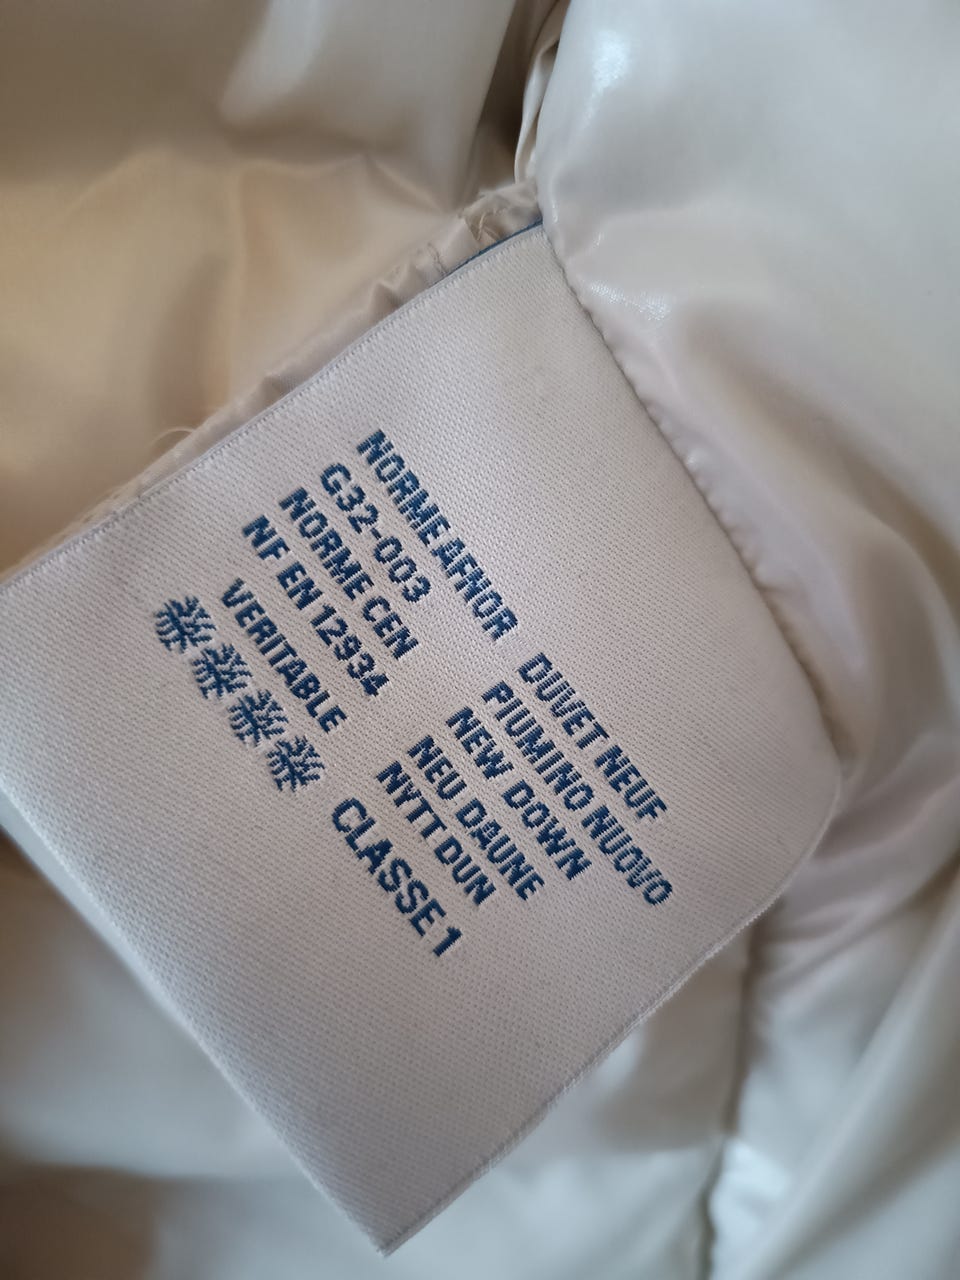 NORME AFNOR
G32-003
NORME CEN
NF EN 12934
VERITABLE
DUVET NEUF
PIUMINO NUOVO
NEW DOWN
NEU DAUNE
NYTT DUN
CLASSE 1